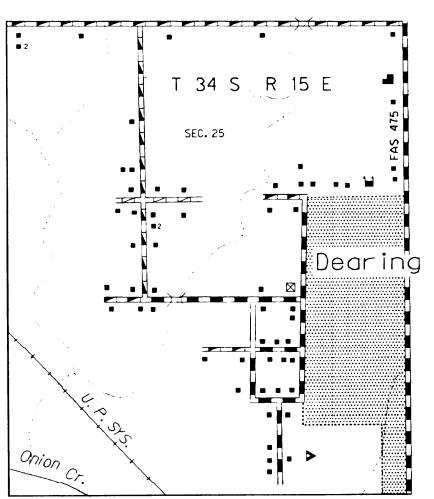 2
T 34 S R 15 E
SEC. 25
FAS 475
2
Dearing
U. P. SYS.
Onion Cr.